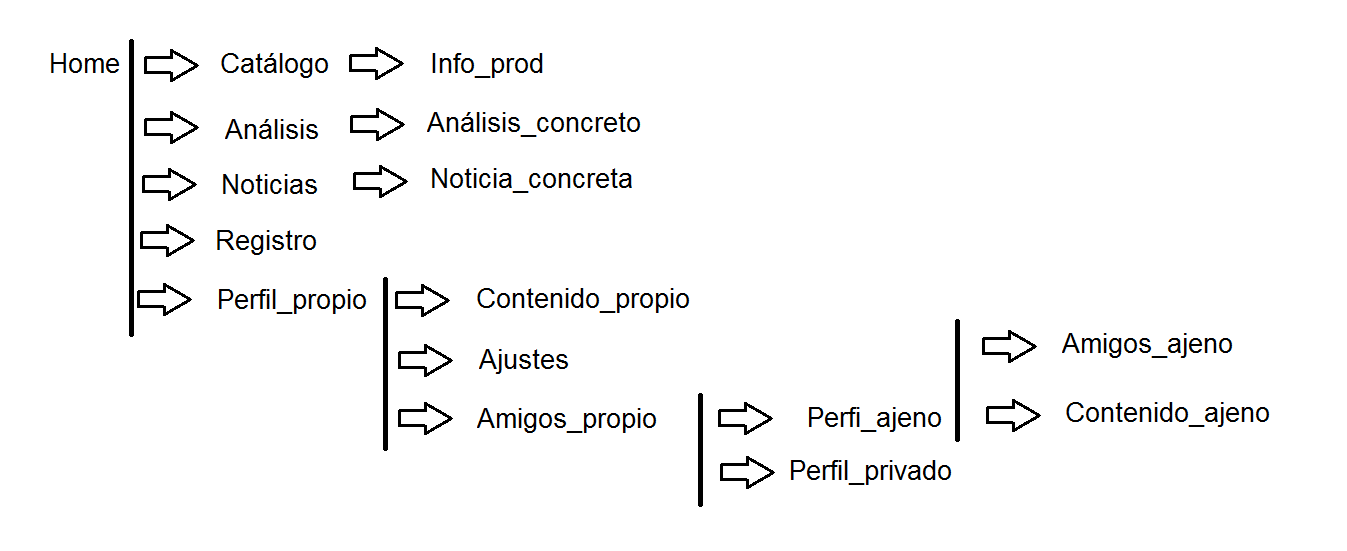 Home Catálogo Info_prod
Análisis Análisis_concreto
Noticias Noticia_concreta
Registro
Perfil_propio Contenido_propio
Amigos_ajeno
Ajustes
Amigos_propio Perfi_ajeno Contenido_ajeno
Perfil_privado